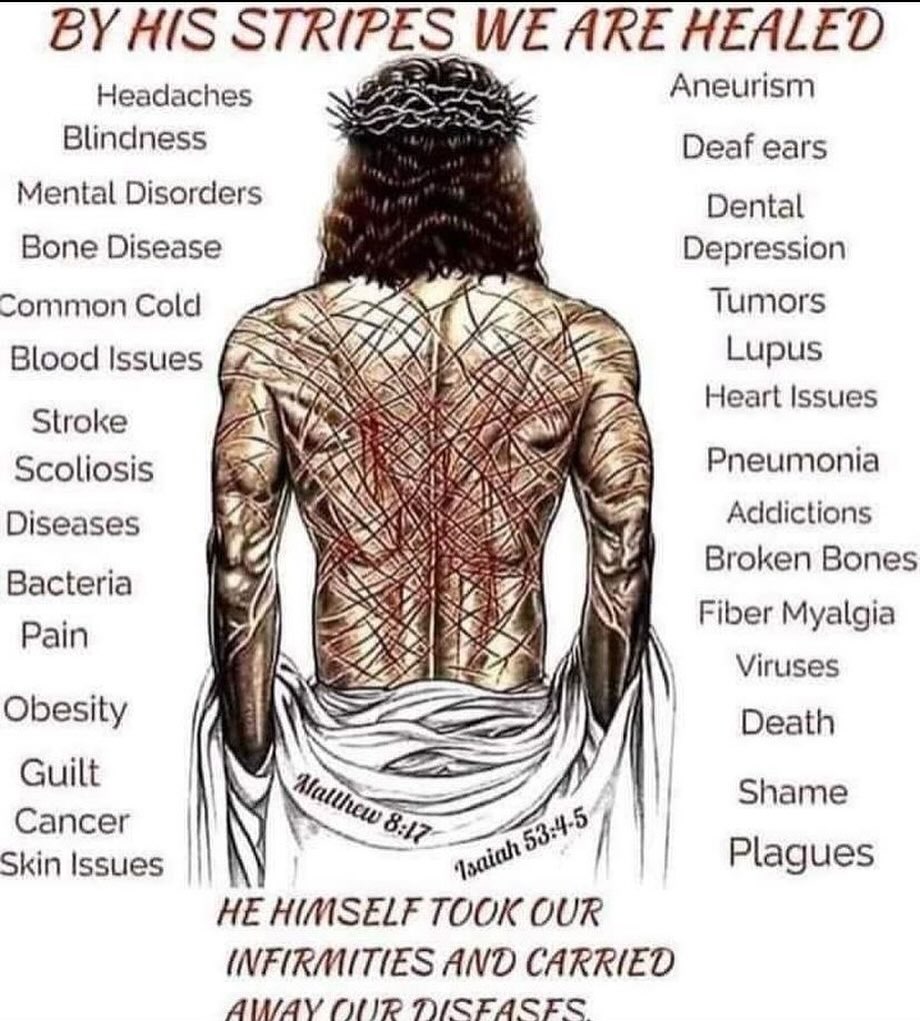 BY HIS STRIPES WE ARE HEALED
Headaches
Blindness
Mental Disorders
Bone Disease
Common Cold
Blood Issues
Stroke
Scoliosis
Diseases
Bacteria
Pain
Obesity
Guilt
Cancer
Skin Issues
Aneurism
Deaf ears
Dental
Depression
Tumors
Lupus
Heart Issues
Pneumonia
Addictions
Broken Bones
Fiber Myalgia
Viruses
Death
Shame
Plagues
Matthew 8:17
Isaiah 53:4-5
HE HIMSELF TOOK OUR
INFIRMITIES AND CARRIED
AWAY OUR DISEASES.